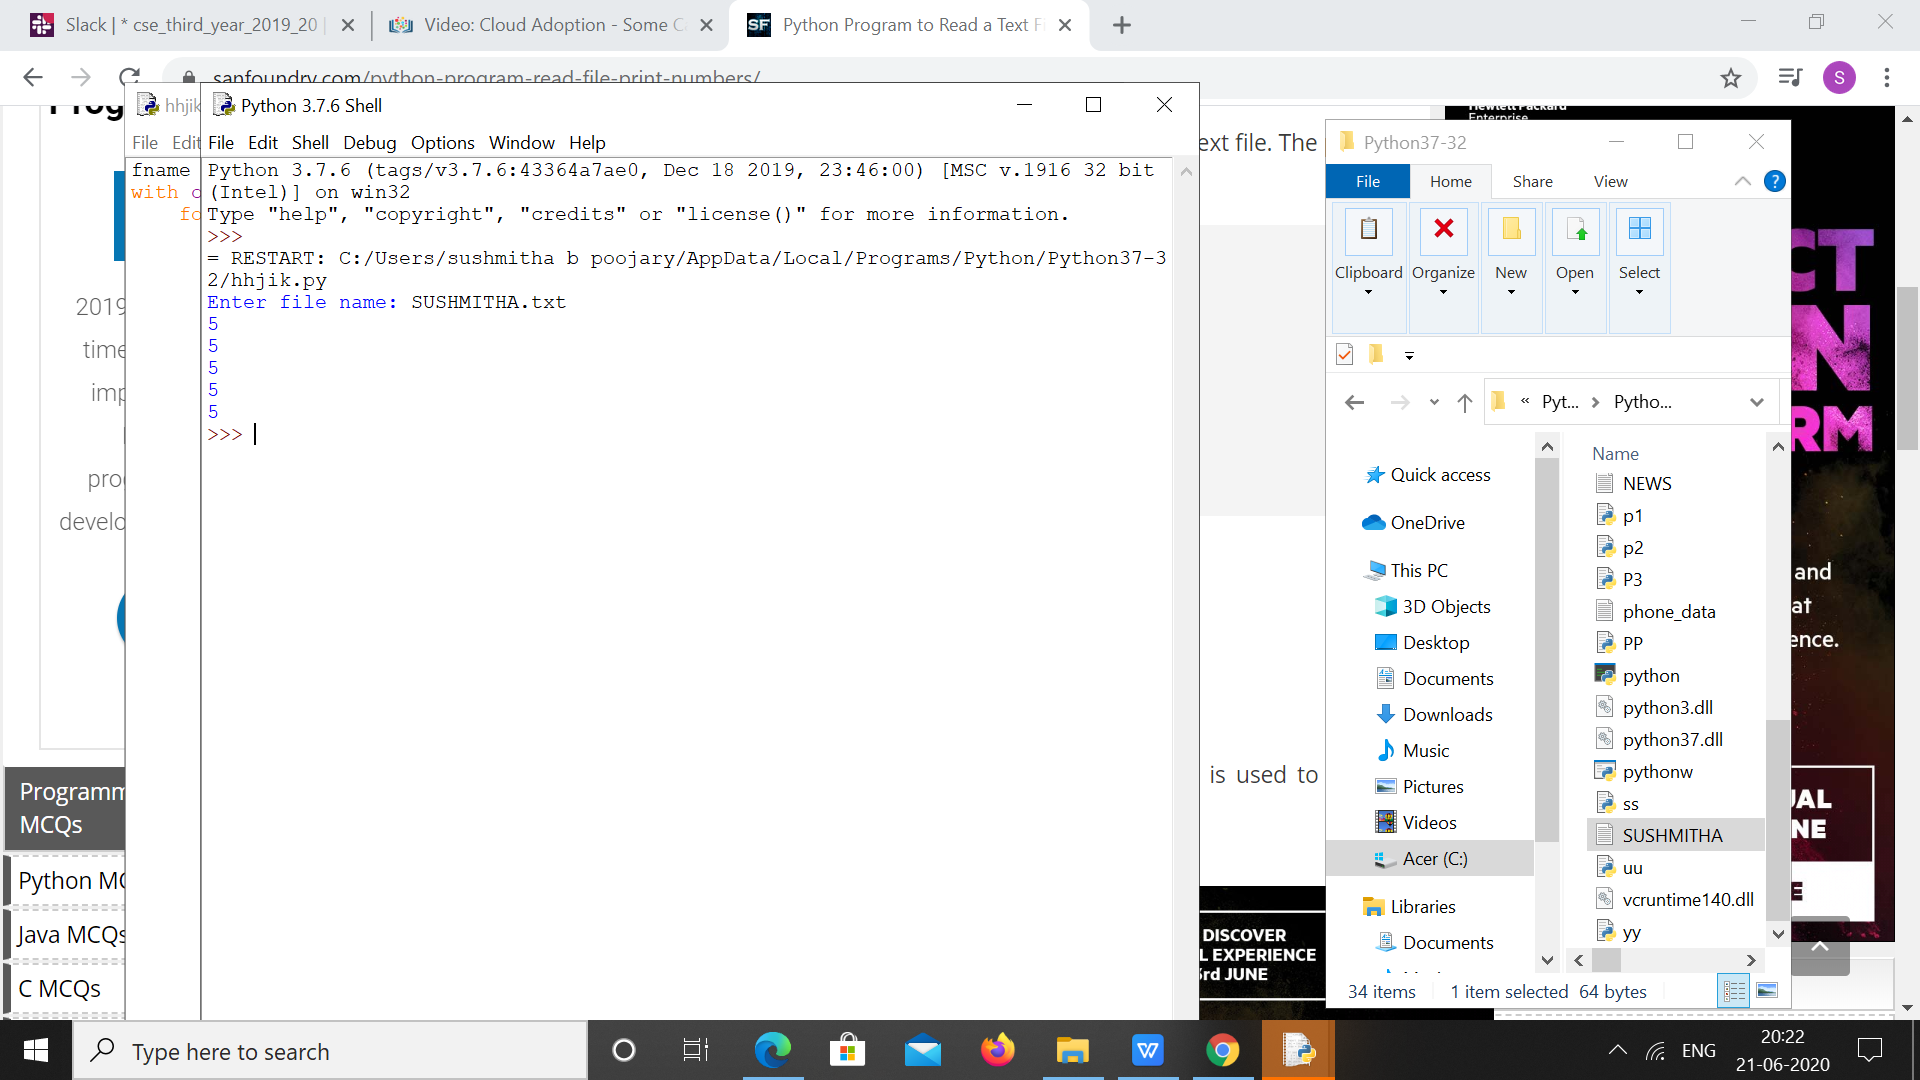 Slack | * cse_third_year_2019_20 |
Video: Cloud Adoption - Some C
Python Program to Read a Text Fi
sanfoundry.com/python-program-read-file-print-numbers/
S
hhjik
Python 3.7.6 Shell
File Edit
File Edit Shell Debug Options Window Help
fname
with
fo
Python 3.7.6 (tags/v3.7.6:43364a7ae0, Dec 18 2019, 23:46:00) [MSC v.1916 32 bit
(Intel)] on win32
Type "help", "copyright", "credits" or "license()" for more information.
>>>
= RESTART: C:/Users/sushmitha b poojary/AppData/Local/Programs/Python/Python37-3
2/hhjik.py
Enter file name: SUSHMITHA.txt
5
5
5
5
5
>>>
2019
time
imp
develo
Programm
MCQs
Python MC
Java MCQs
C MCQs
ext file. The
is used to
DISCOVER
L EXPERIENCE
3rd JUNE
Hewlett Packard
Enterprise
CT
N
RM
and
at
ence.
Python37-32
File Home Share View
Clipboard Organize New Open Select
« Pyt... > Pytho...
Quick access
OneDrive
This PC
3D Objects
Desktop
Documents
Downloads
Music
Pictures
Videos
Acer (C:)
Libraries
Documents
Name
NEWS
p1
p2
P3
phone_data
PP
python
python3.dll
python37.dll
pythonw
ss
SUSHMITHA
uu
vcruntime140.dll
yy
34 items 1 item selected 64 bytes
Type here to search
ENG
20:22
21-06-2020